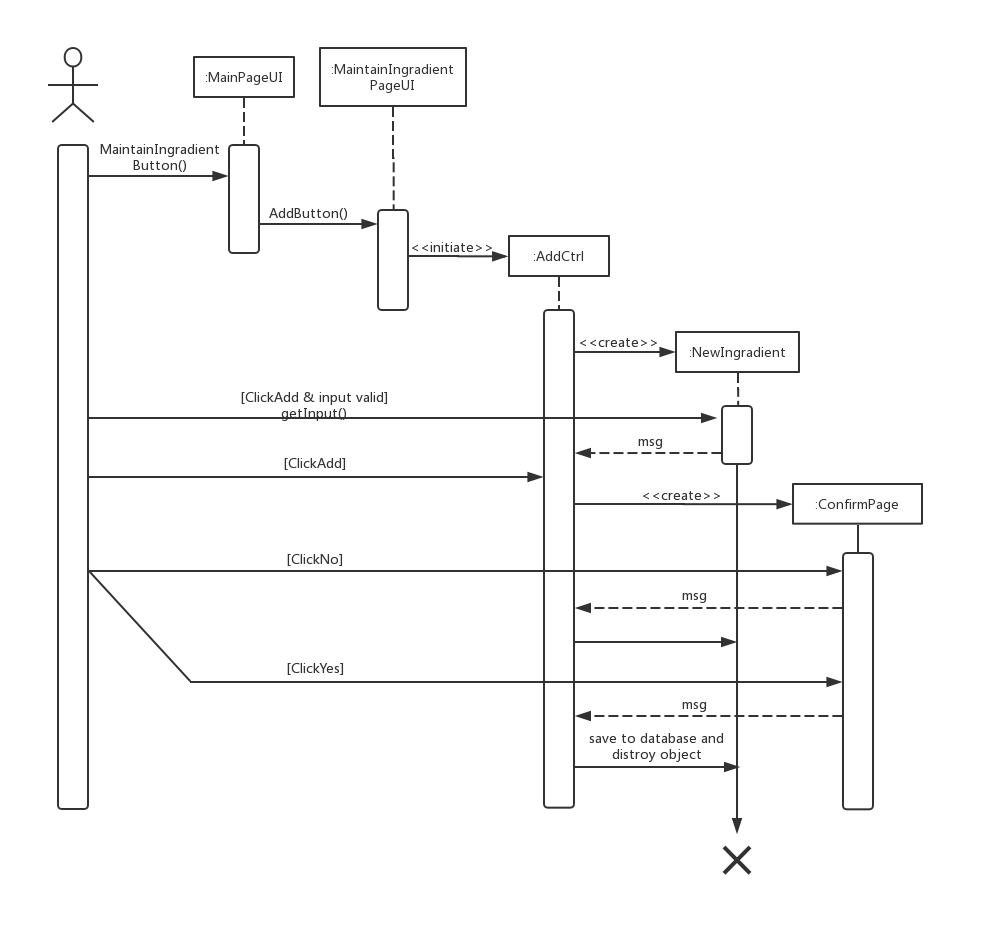 :MainPageUI
:MaintainIngradient
PageUI
MaintainIngradient
Button()
AddButton()
<<initiate>>
:AddCtrl
<<create>>
:NewIngradient
[ClickAdd & input valid]
getInput()
msg
[ClickAdd]
<<create>>
:ConfirmPage
[ClickNo]
msg
[ClickYes]
msg
save to database and
distroy object